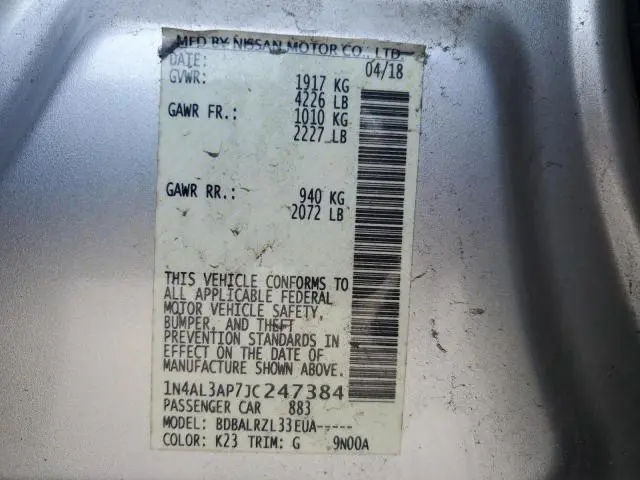 MFD BY NISSAN MOTOR CO., LTD.
DATE: 04/18
GVWR: 1917 KG
4226 LB
GAWR FR.: 1010 KG
2227 LB
GAWR RR.: 940 KG
2072 LB
THIS VEHICLE CONFORMS TO
ALL APPLICABLE FEDERAL
MOTOR VEHICLE SAFETY,
BUMPER, AND THEFT
PREVENTION STANDARDS IN
EFFECT ON THE DATE OF
MANUFACTURE SHOWN ABOVE.
1N4AL3AP7JC247384
PASSENGER CAR 883
MODEL: BDBALRZL33EUA-----
COLOR: K23 TRIM: G 9N00A